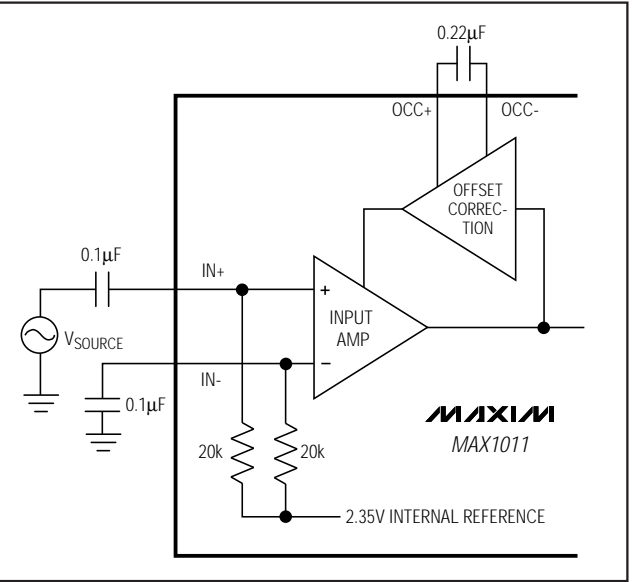 0.22μF
OCC+
OCC-
OFFSET
CORREC-
TION
0.1μF
IN+
+
INPUT
AMP
VSOURCE
−
IN-
0.1μF
MAXIM
MAX1011
20k
20k
2.35V INTERNAL REFERENCE